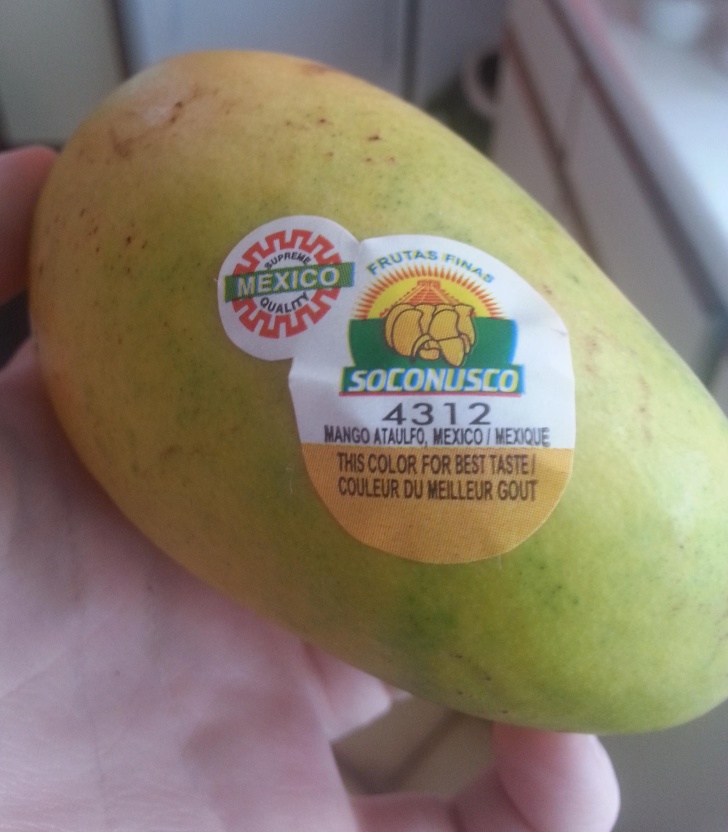 SUPREME
MEXICO
QUALITY
FRUTAS FINAS
SOCONUSCO
4312
MANGO ATAULFO, MEXICO / MEXIQUE
THIS COLOR FOR BEST TASTE /
COULEUR DU MEILLEUR GOUT